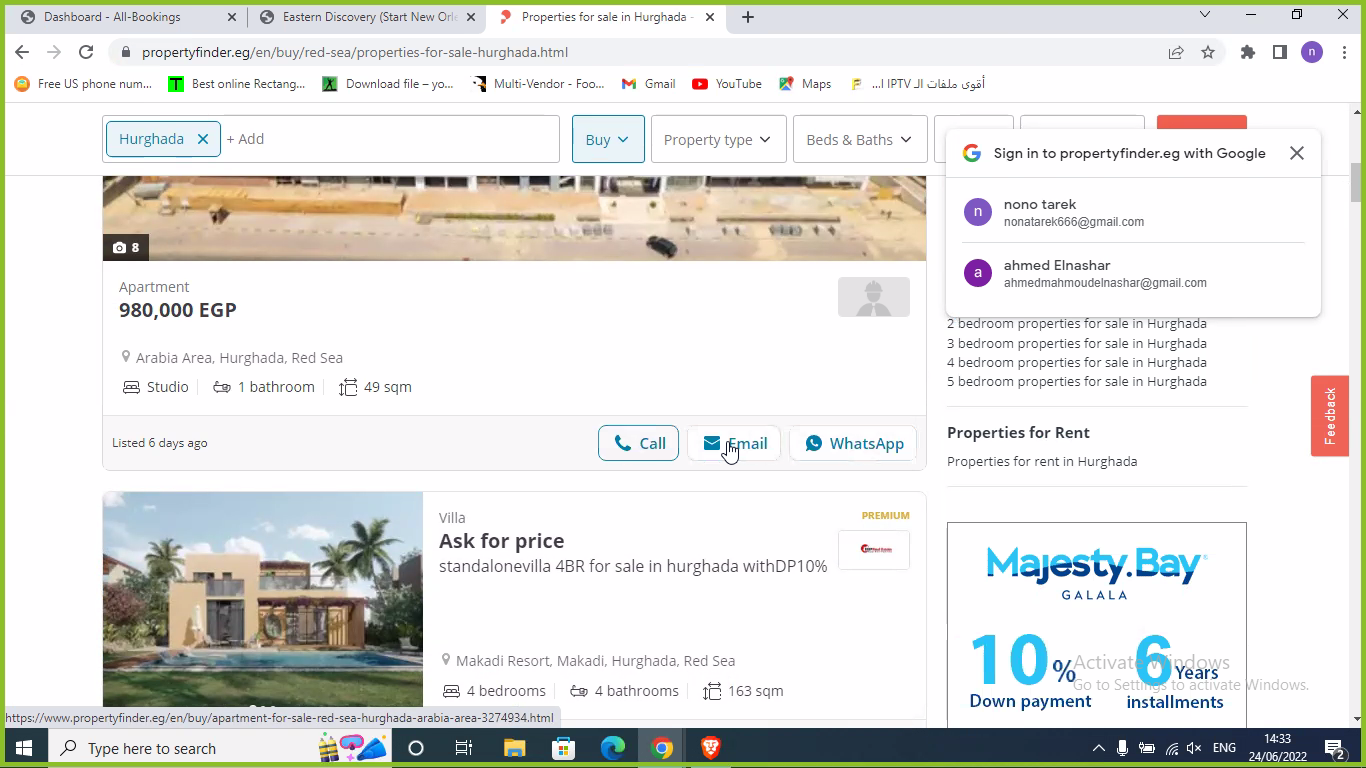 Dashboard - All-Bookings
Eastern Discovery (Start New Orle
Properties for sale in Hurghada -
propertyfinder.eg/en/buy/red-sea/properties-for-sale-hurghada.html
n
Free US phone num...
T Best online Rectang...
Download file – yo...
Multi-Vendor - Foo...
Gmail
YouTube
Maps
أقوى ملفات الـ IPTV ا...
Hurghada
+ Add
Buy
Property type
Beds & Baths
Sign in to propertyfinder.eg with Google
n
nono tarek
nonatarek666@gmail.com
a
ahmed Elnashar
ahmedmahmoudelnashar@gmail.com
8
Apartment
980,000 EGP
Arabia Area, Hurghada, Red Sea
Studio
1 bathroom
49 sqm
Listed 6 days ago
Call
Email
WhatsApp
2 bedroom properties for sale in Hurghada
3 bedroom properties for sale in Hurghada
4 bedroom properties for sale in Hurghada
5 bedroom properties for sale in Hurghada
Properties for Rent
Properties for rent in Hurghada
Feedback
Villa
PREMIUM
Ask for price
standalonevilla 4BR for sale in hurghada withDP10%
Makadi Resort, Makadi, Hurghada, Red Sea
4 bedrooms
4 bathrooms
163 sqm
Majesty.Bay
GALALA
10%
Down payment
6 Years
installments
Activate Windows
Go to Settings to activate Windows.
https://www.propertyfinder.eg/en/buy/apartment-for-sale-red-sea-hurghada-arabia-area-3274934.html
Type here to search
ENG
14:33
24/06/2022
2